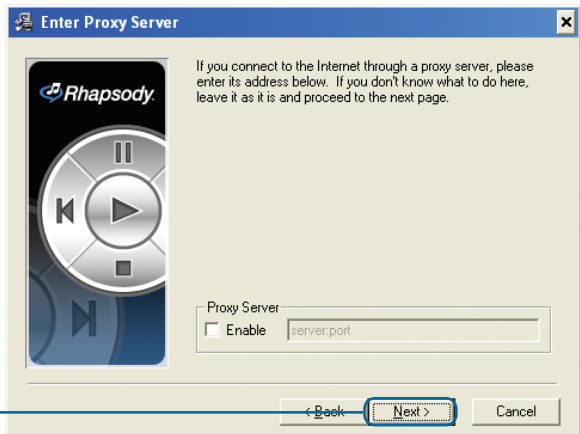 Enter Proxy Server
Rhapsody.
If you connect to the Internet through a proxy server, please
enter its address below. If you don't know what to do here,
leave it as it is and proceed to the next page.
Proxy Server
Enable server:port
< Back Next > Cancel